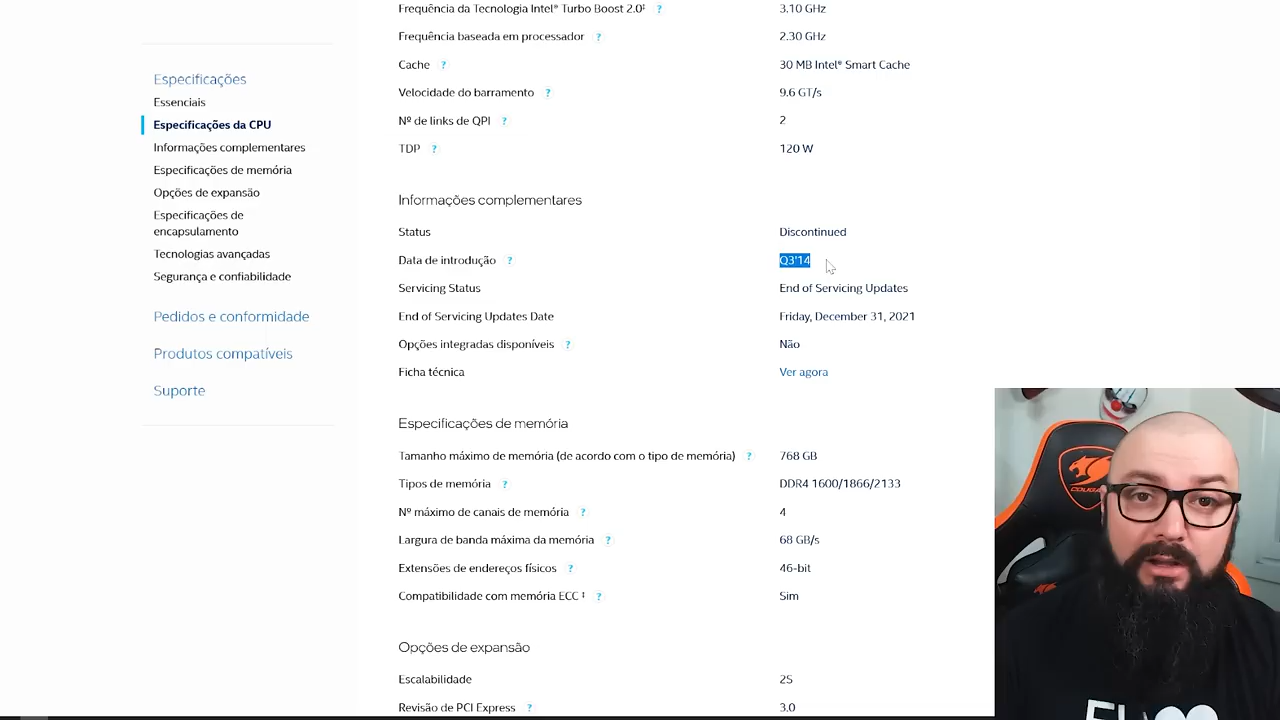 Frequência da Tecnologia Intel® Turbo Boost 2.0‡ ? 3.10 GHz
Frequência baseada em processador ? 2.30 GHz
Cache ? 30 MB Intel® Smart Cache
Velocidade do barramento ? 9.6 GT/s
Nº de links de QPI ? 2
TDP ? 120 W
Especificações
Essenciais
Especificações da CPU
Informações complementares
Especificações de memória
Opções de expansão
Especificações de
encapsulamento
Tecnologias avançadas
Segurança e confiabilidade
Pedidos e conformidade
Produtos compatíveis
Suporte
Informações complementares
Status Discontinued
Data de introdução ? Q3'14
Servicing Status End of Servicing Updates
End of Servicing Updates Date Friday, December 31, 2021
Opções integradas disponíveis ? Não
Ficha técnica Ver agora
Especificações de memória
Tamanho máximo de memória (de acordo com o tipo de memória) ? 768 GB
Tipos de memória ? DDR4 1600/1866/2133
Nº máximo de canais de memória ? 4
Largura de banda máxima da memória ? 68 GB/s
Extensões de endereços físicos ? 46-bit
Compatibilidade com memória ECC ‡ ? Sim
Opções de expansão
Escalabilidade 2S
Revisão de PCI Express ? 3.0
COUGAR